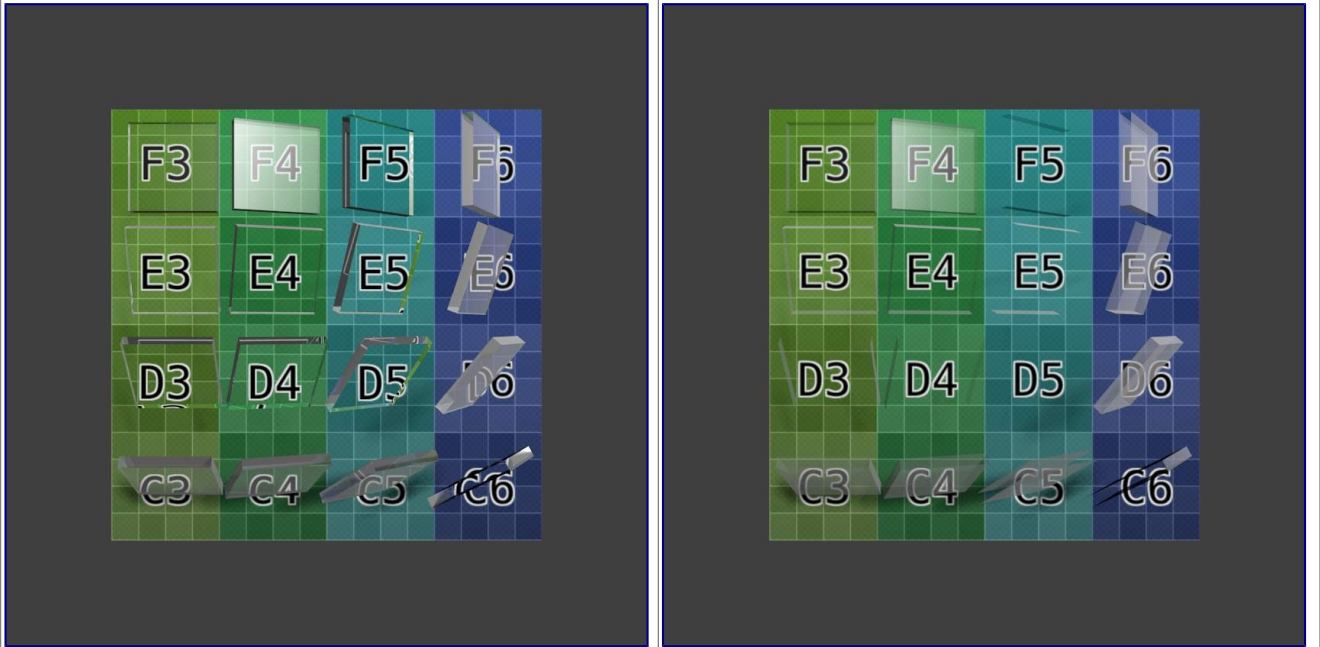 F3 F4 F5 F6 F3 F4 F5 F6
E3 E4 E5 E6 E3 E4 E5 E6
D3 D4 D5 D6 D3 D4 D5 D6
C3 C4 C5 C6 C3 C4 C5 C6